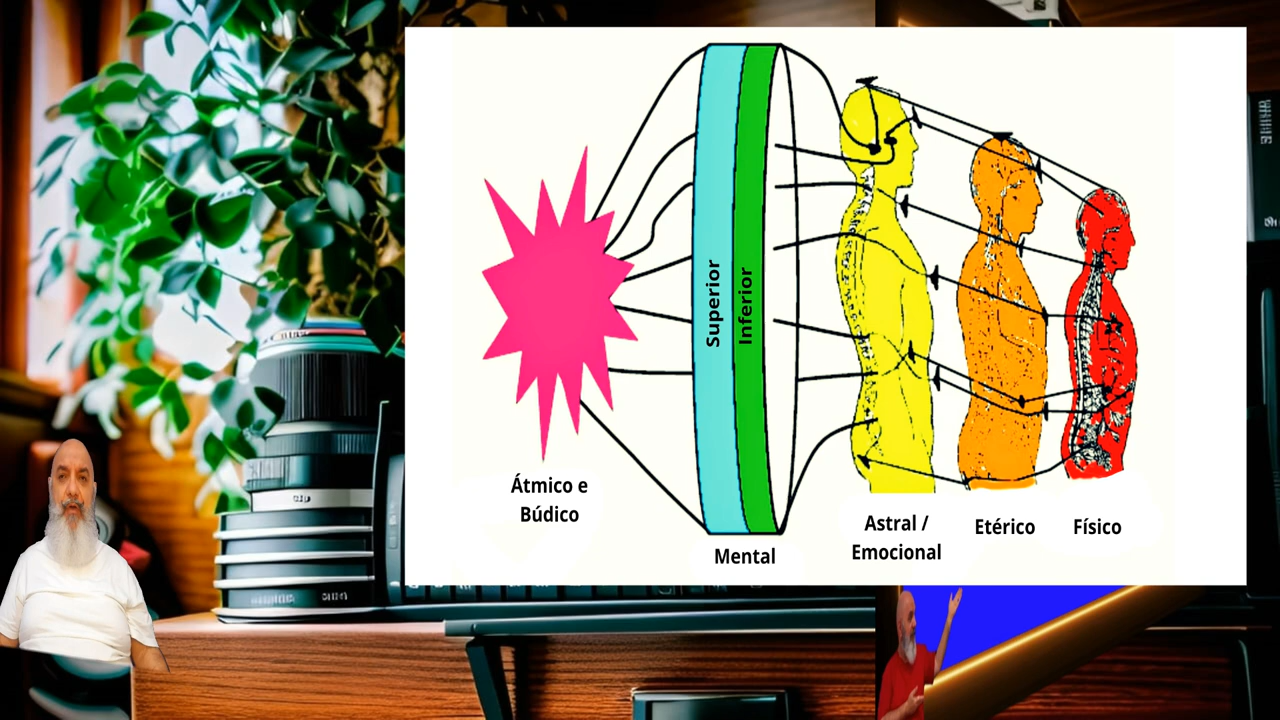 Superior
Inferior
Átmico e
Búdico
Mental
Astral /
Emocional
Etérico
Físico